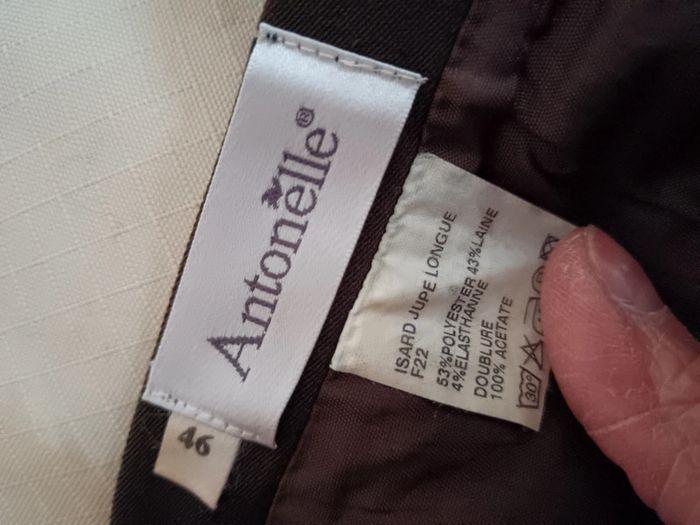 Antonelle®
46
ISARD JUPE LONGUE
F22
53%POLYESTER 43%LAINE
4%ELASTHANNE
DOUBLURE
100% ACETATE
30°